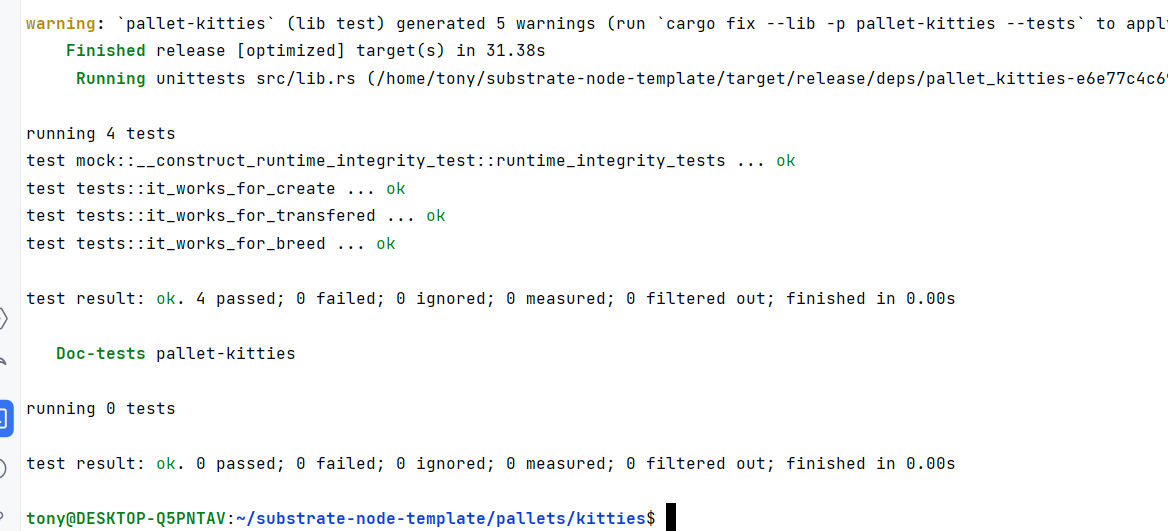 warning: `pallet-kitties` (lib test) generated 5 warnings (run `cargo fix --lib -p pallet-kitties --tests` to apply
Finished release [optimized] target(s) in 31.38s
Running unittests src/lib.rs (/home/tony/substrate-node-template/target/release/deps/pallet_kitties-e6e77c4c69
running 4 tests
test mock::__construct_runtime_integrity_test::runtime_integrity_tests ... ok
test tests::it_works_for_create ... ok
test tests::it_works_for_transfered ... ok
test tests::it_works_for_breed ... ok
test result: ok. 4 passed; 0 failed; 0 ignored; 0 measured; 0 filtered out; finished in 0.00s
Doc-tests pallet-kitties
running 0 tests
test result: ok. 0 passed; 0 failed; 0 ignored; 0 measured; 0 filtered out; finished in 0.00s
tony@DESKTOP-Q5PNTAV:~/substrate-node-template/pallets/kitties$